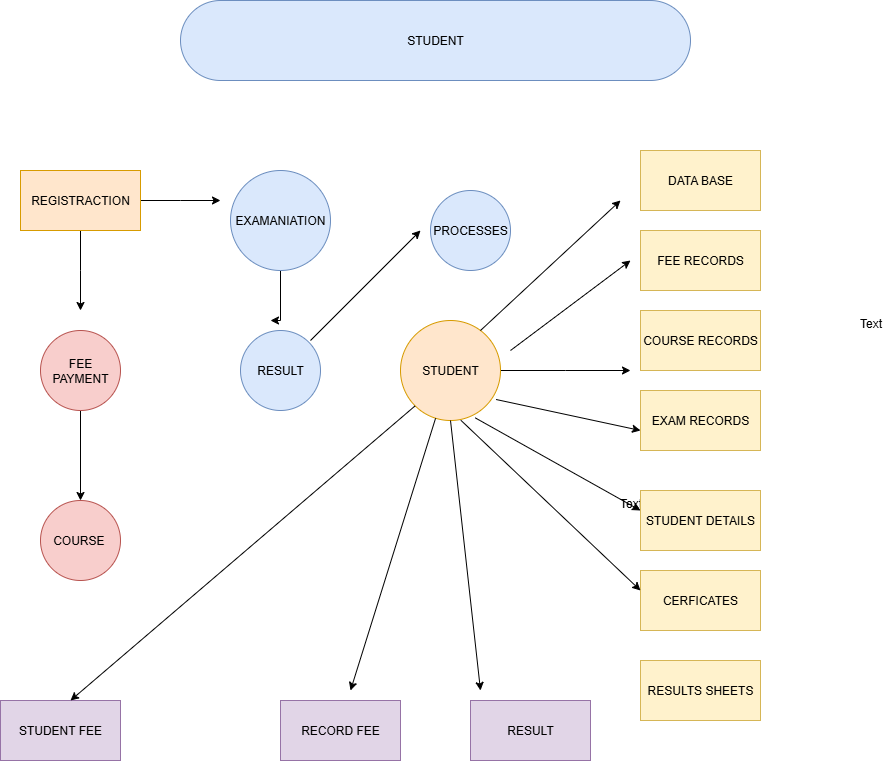 STUDENT
REGISTRACTION
EXAMANIATION
PROCESSES
DATA BASE
FEE RECORDS
Text
COURSE RECORDS
FEE
PAYMENT
RESULT
STUDENT
EXAM RECORDS
Text
STUDENT DETAILS
COURSE
CERFICATES
RESULTS SHEETS
STUDENT FEE
RECORD FEE
RESULT